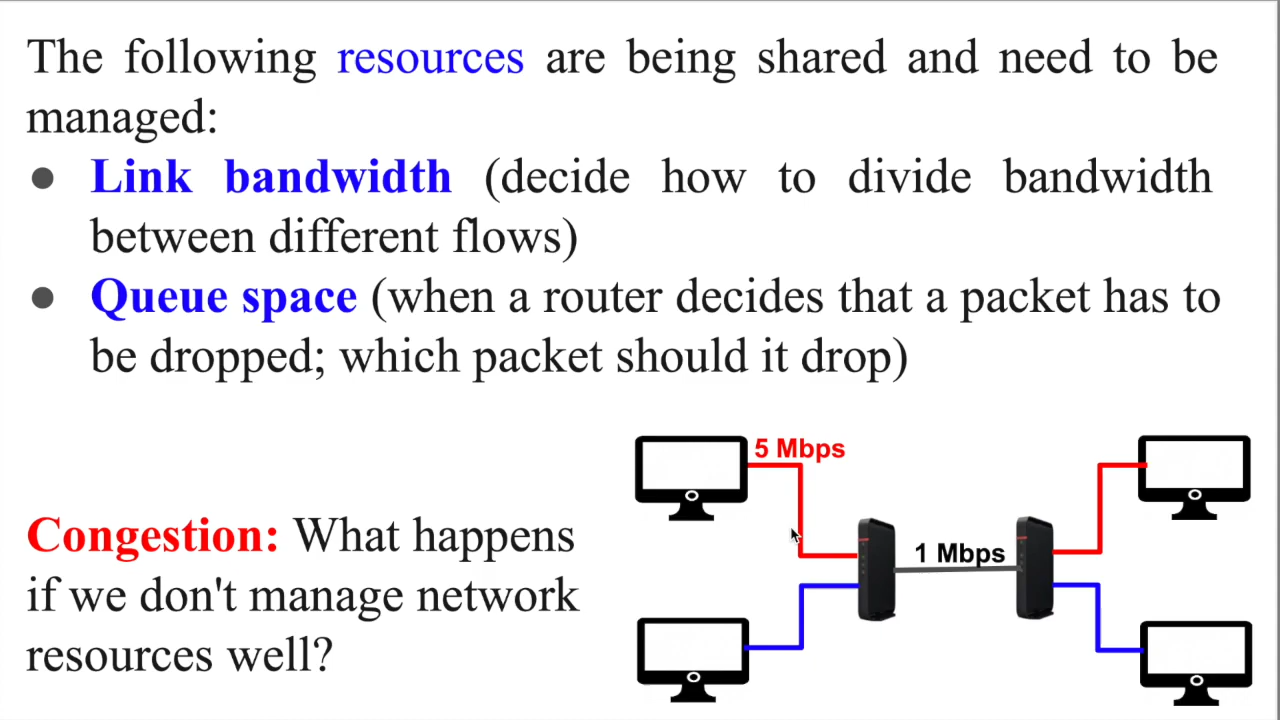 The following resources are being shared and need to be
managed:
● Link bandwidth (decide how to divide bandwidth
between different flows)
● Queue space (when a router decides that a packet has to
be dropped; which packet should it drop)
5 Mbps
1 Mbps
Congestion: What happens
if we don't manage network
resources well?